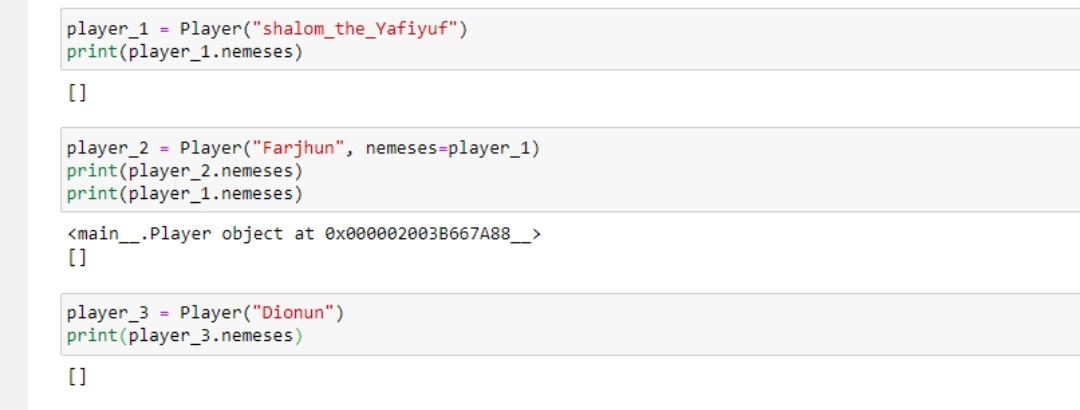 player_1 = Player("shalom_the_Yafiyuf")
print(player_1.nemeses)
[]
player_2 = Player("Farjhun", nemeses=player_1)
print(player_2.nemeses)
print(player_1.nemeses)
<main__.Player object at 0x000002003B667A88__>
[]
player_3 = Player("Dionun")
print(player_3.nemeses)
[]